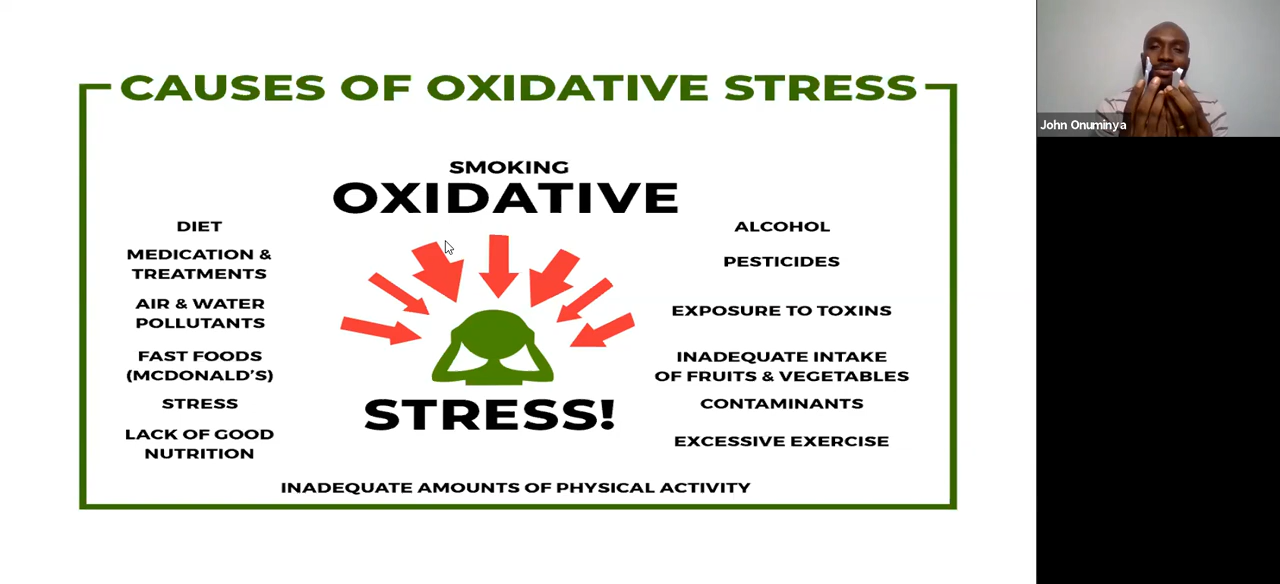 CAUSES OF OXIDATIVE STRESS
SMOKING
OXIDATIVE
DIET
MEDICATION &
TREATMENTS
AIR & WATER
POLLUTANTS
FAST FOODS
(MCDONALD'S)
STRESS
LACK OF GOOD
NUTRITION
ALCOHOL
PESTICIDES
EXPOSURE TO TOXINS
INADEQUATE INTAKE
OF FRUITS & VEGETABLES
CONTAMINANTS
EXCESSIVE EXERCISE
STRESS!
INADEQUATE AMOUNTS OF PHYSICAL ACTIVITY
John Onuminya